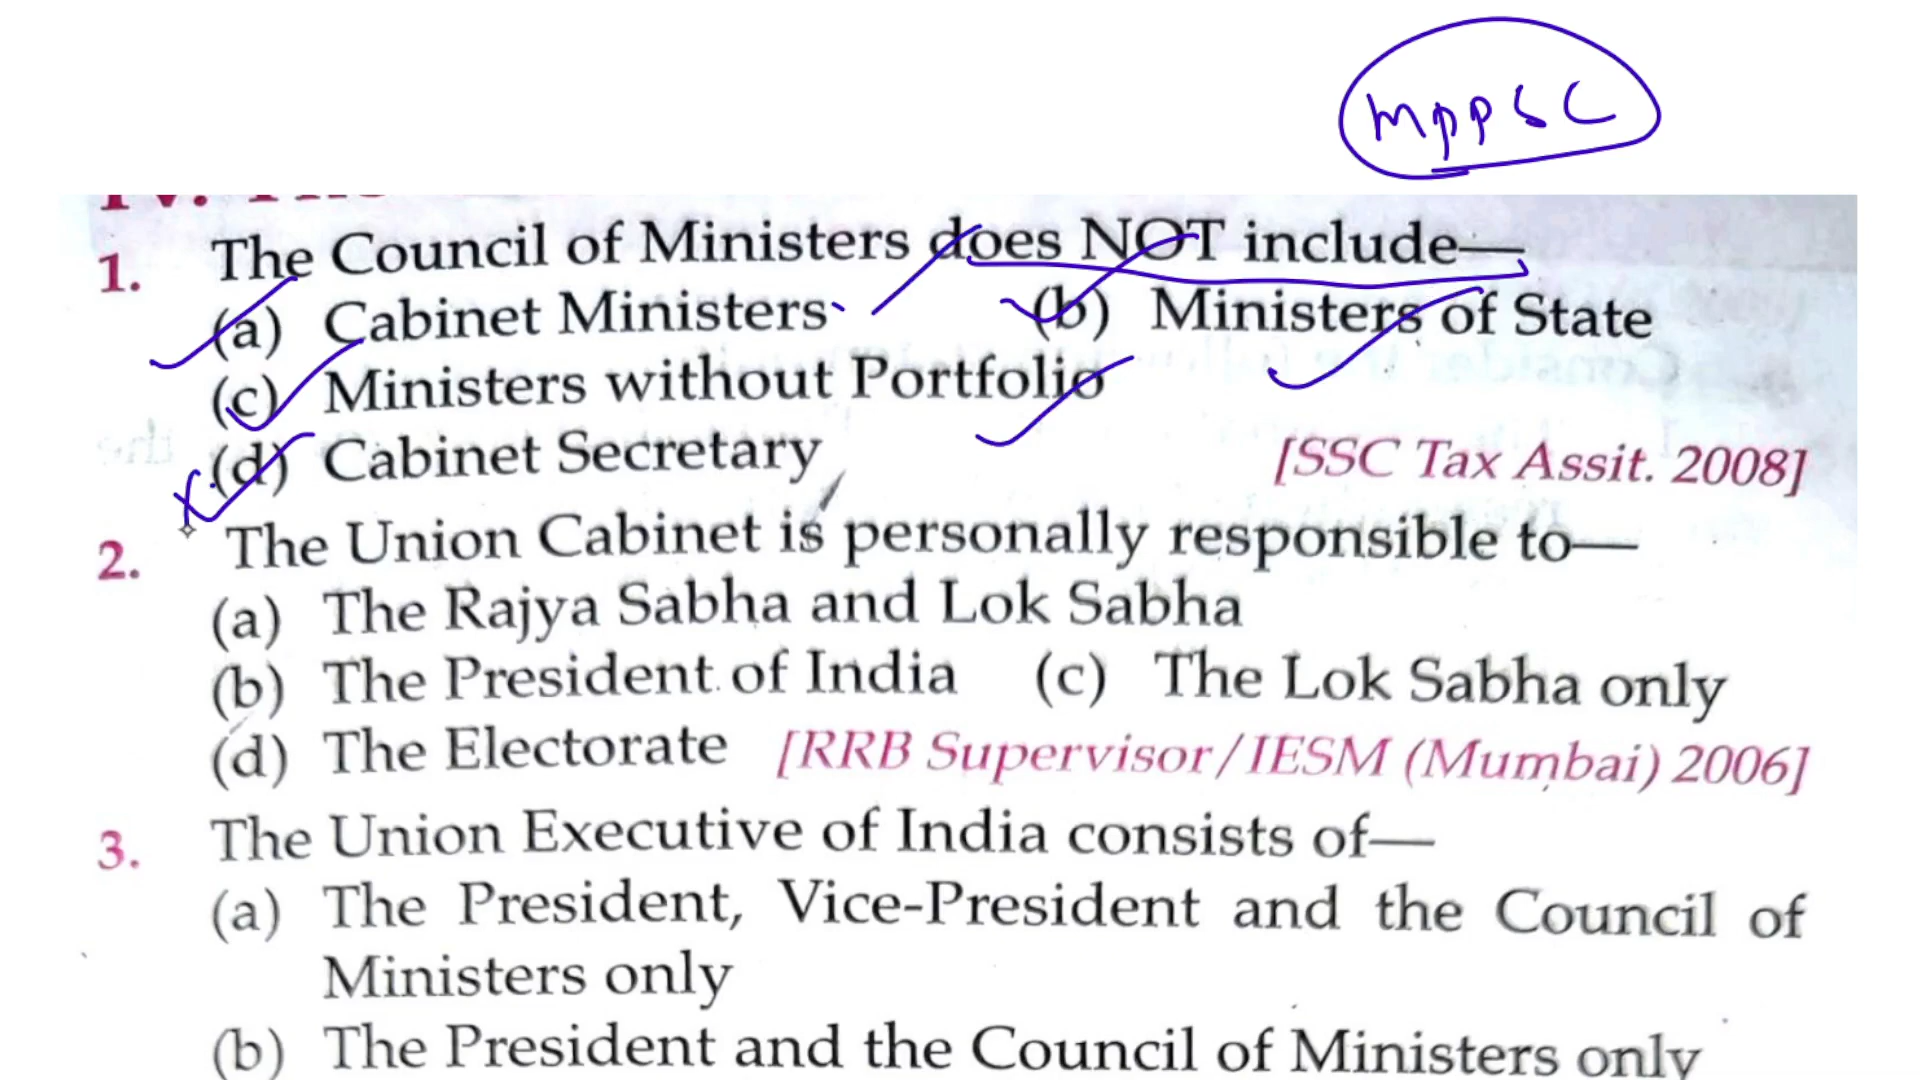 MPPSC
1. The Council of Ministers does NOT include—
(a) Cabinet Ministers (b) Ministers of State
(c) Ministers without Portfolio
(d) Cabinet Secretary [SSC Tax Assit. 2008]
2. The Union Cabinet is personally responsible to—
(a) The Rajya Sabha and Lok Sabha
(b) The President of India (c) The Lok Sabha only
(d) The Electorate [RRB Supervisor/IESM (Mumbai) 2006]
3. The Union Executive of India consists of—
(a) The President, Vice-President and the Council of
Ministers only
(b) The President and the Council of Ministers only